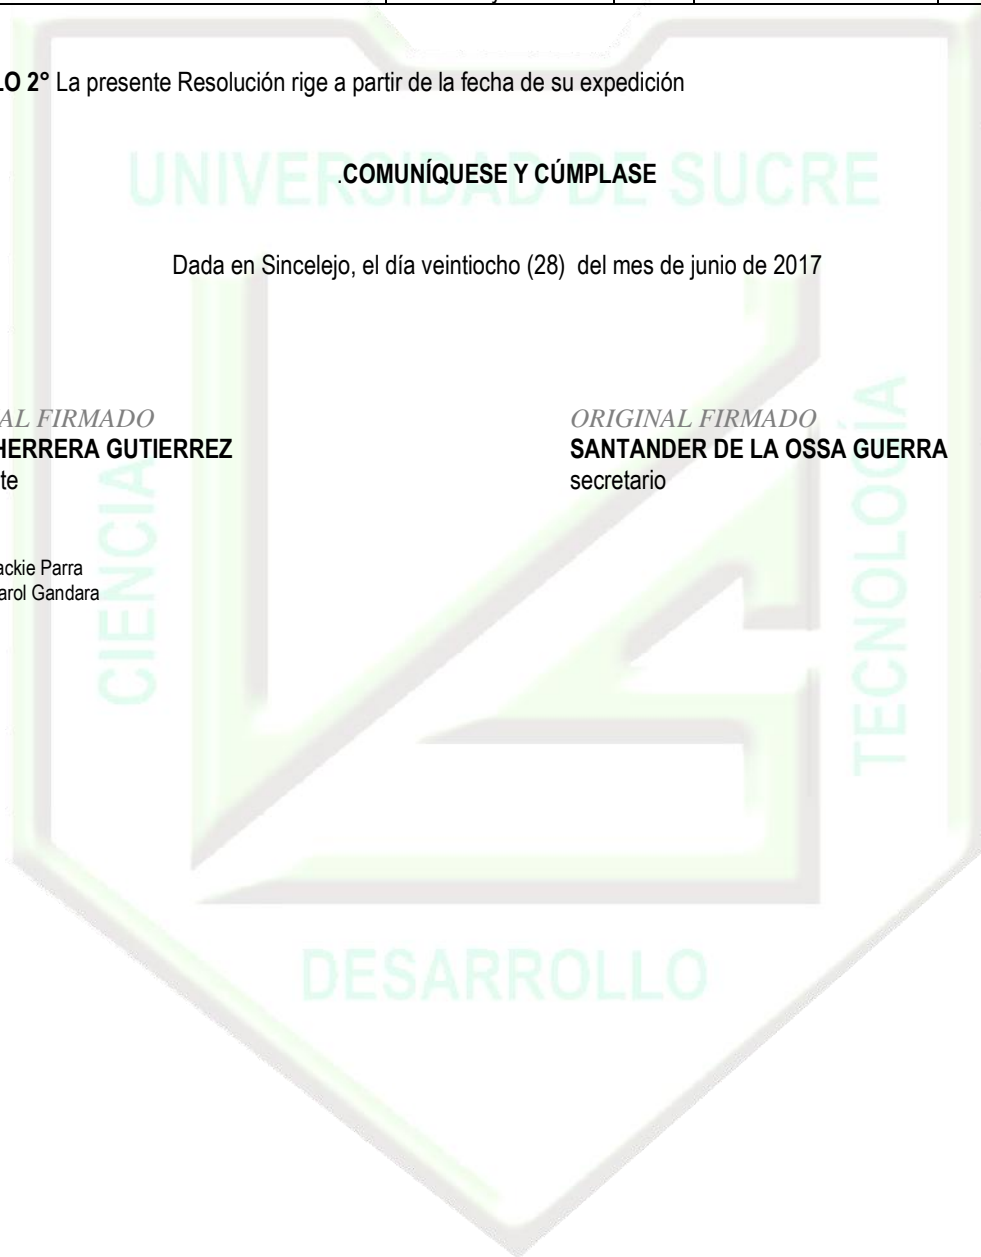 LO 2° La presente Resolución rige a partir de la fecha de su expedición
UNIVERSIDAD DE SUCRE
.COMUNÍQUESE Y CÚMPLASE
Dada en Sincelejo, el día veintiocho (28) del mes de junio de 2017
AL FIRMADO
HERRERA GUTIERREZ
te
ORIGINAL FIRMADO
SANTANDER DE LA OSSA GUERRA
secretario
ackie Parra
arol Gandara
CIENCIA
TECNOLOGÍA
DESARROLLO